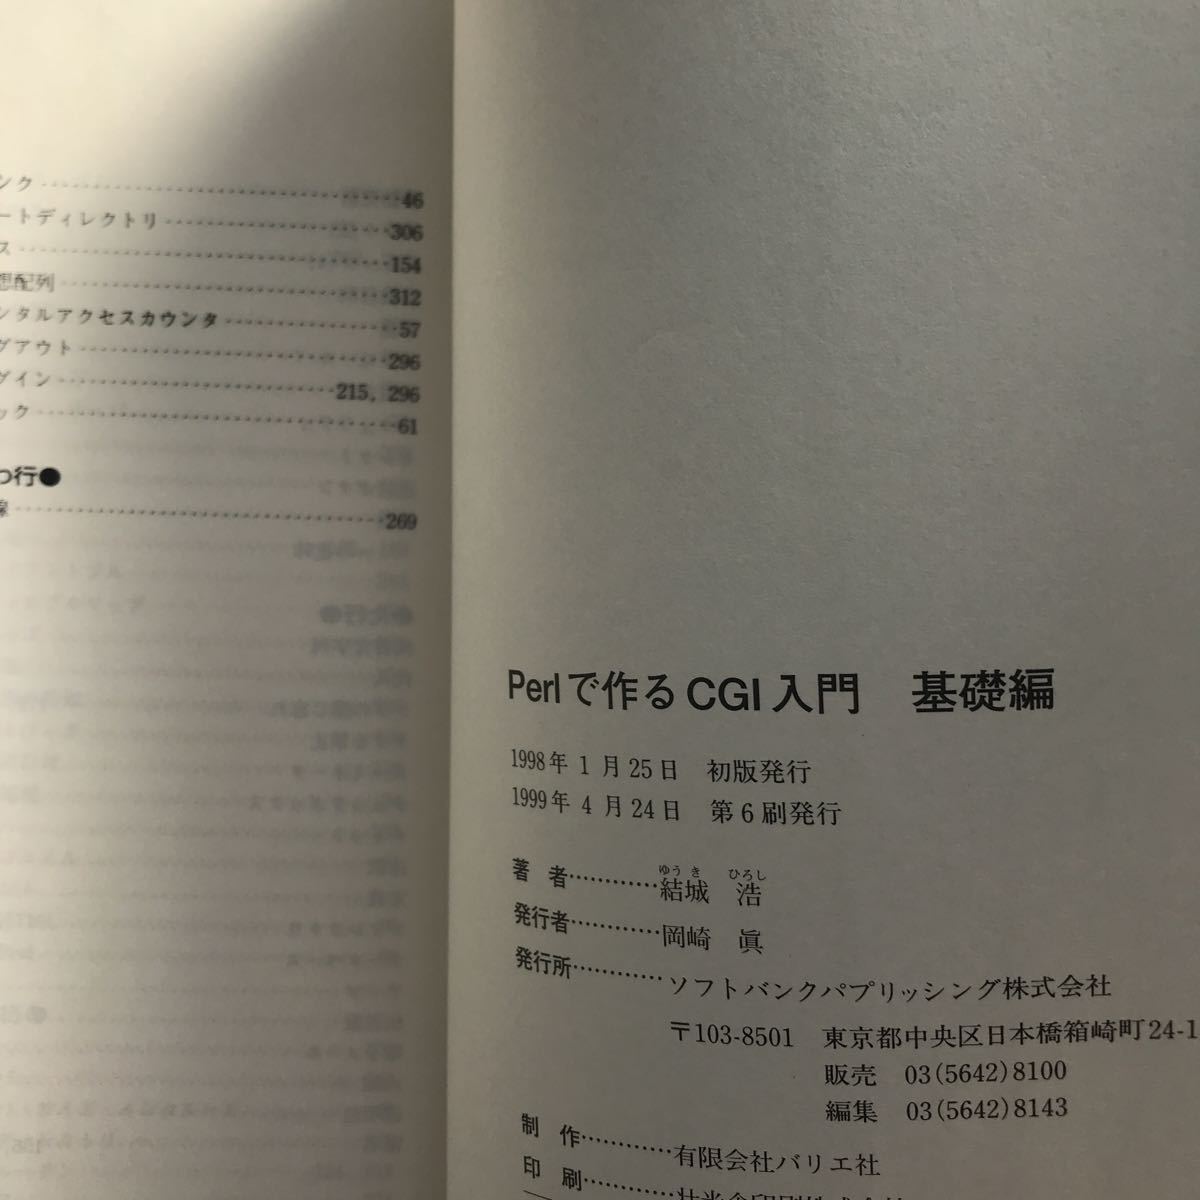 ンク 46
ートディレクトリ 306
ス 154
想配列 312
ンタルアクセスカウンタ 57
グアウト 296
グイン 215, 296
ック 61
わ行●
線 269
Perlで作るCGI入門 基礎編
1998年1月25日 初版発行
1999年4月24日 第6刷発行
著 者…………結城 浩
ゆうき ひろし
発行者…………岡崎 眞
発行所…………ソフトバンクパブリッシング株式会社
〒103-8501 東京都中央区日本橋箱崎町24-1
販売 03(5642)8100
編集 03(5642)8143
制 作…………有限会社バリエ社
印 刷…………